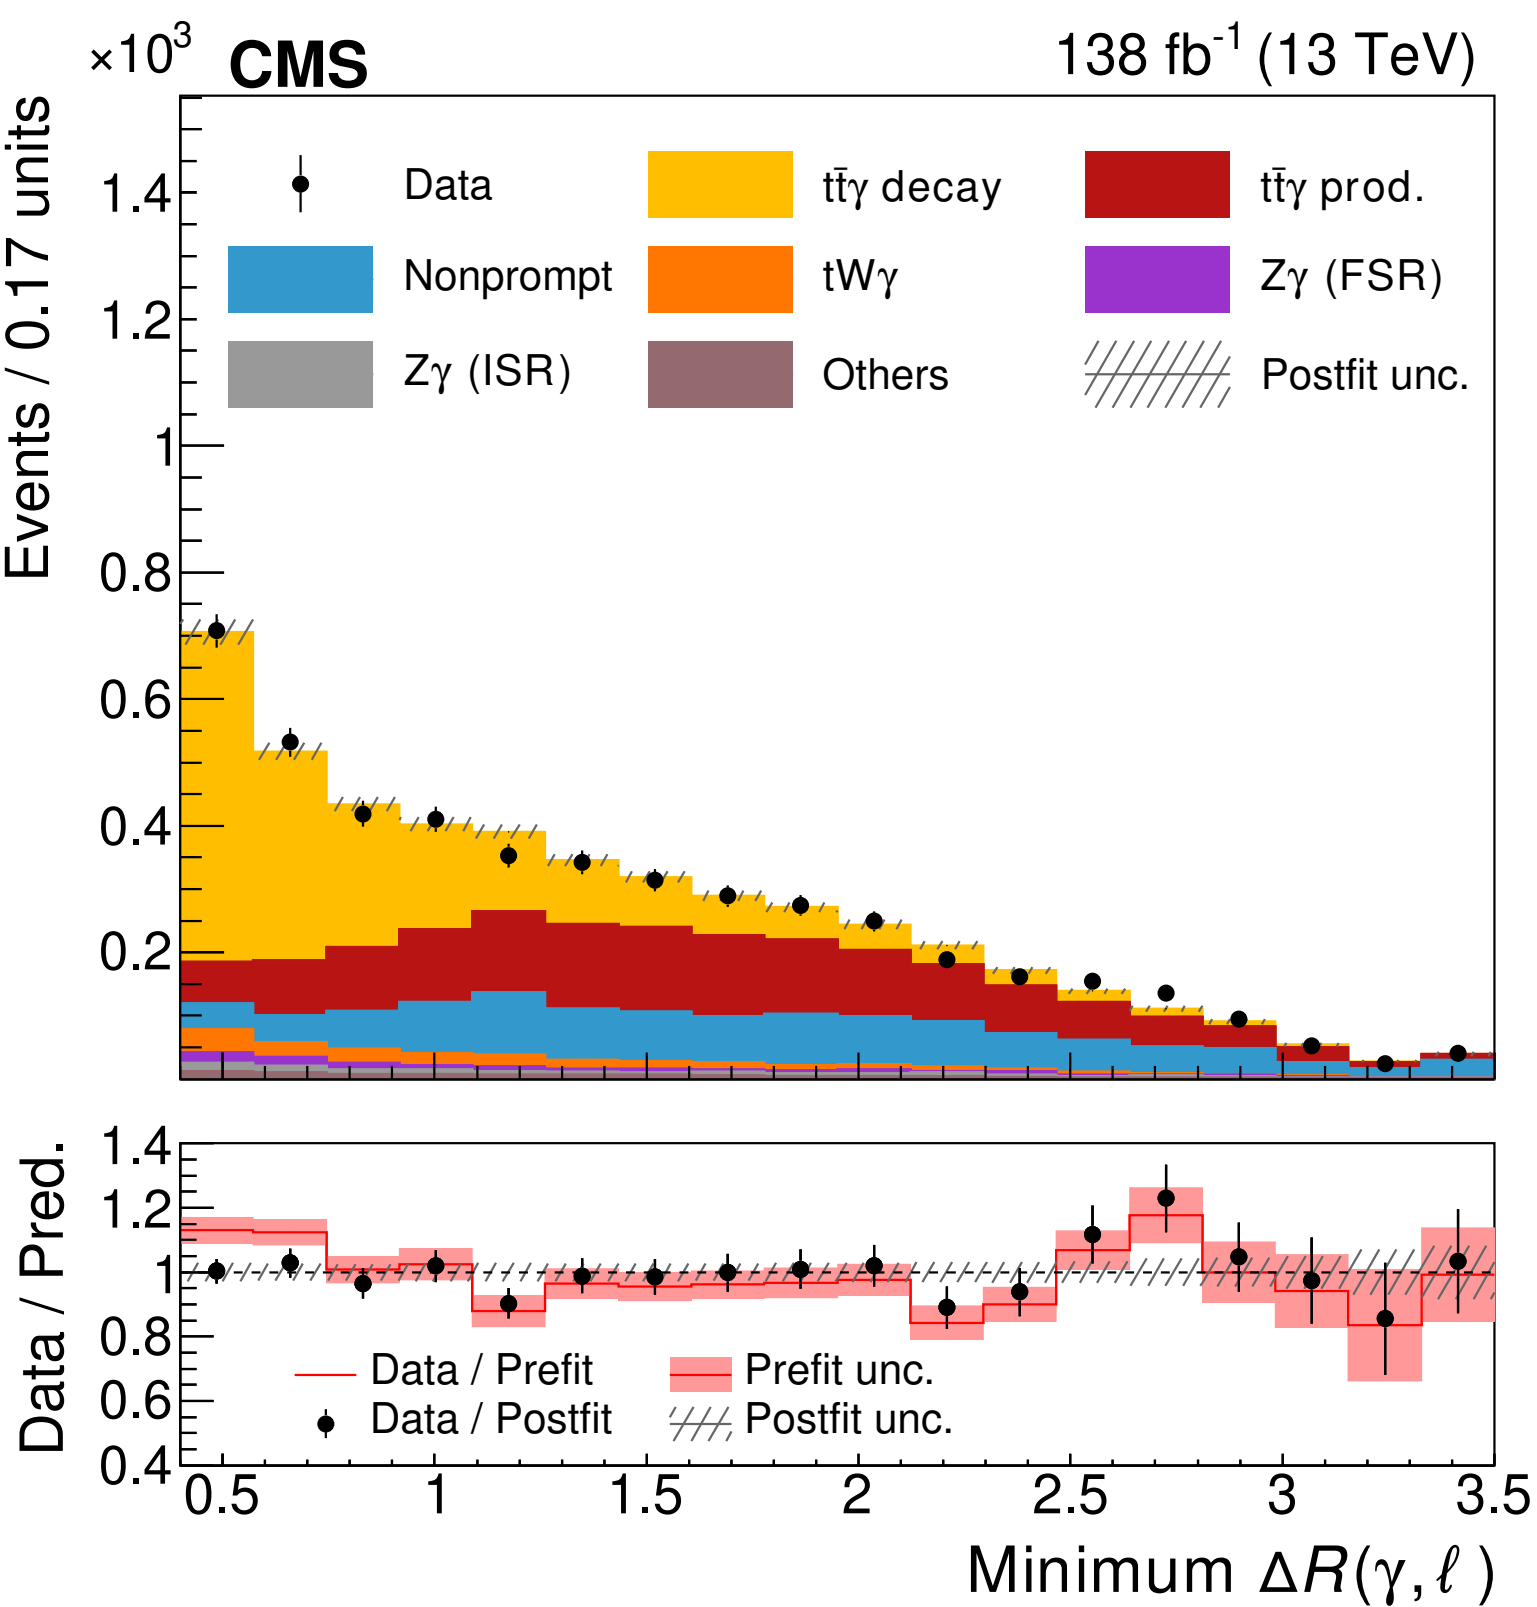 ×10³ CMS 138 fb⁻¹ (13 TeV)
Events / 0.17 units
1.4
1.2
1
0.8
0.6
0.4
0.2
Data
tt̄γ decay
tt̄γ prod.
Nonprompt
tWγ
Zγ (FSR)
Zγ (ISR)
Others
Postfit unc.
Data / Pred.
1.4
1.2
1
0.8
0.6
0.4
Data / Prefit
Prefit unc.
Data / Postfit
Postfit unc.
0.5 1 1.5 2 2.5 3 3.5
Minimum ΔR(γ,ℓ)